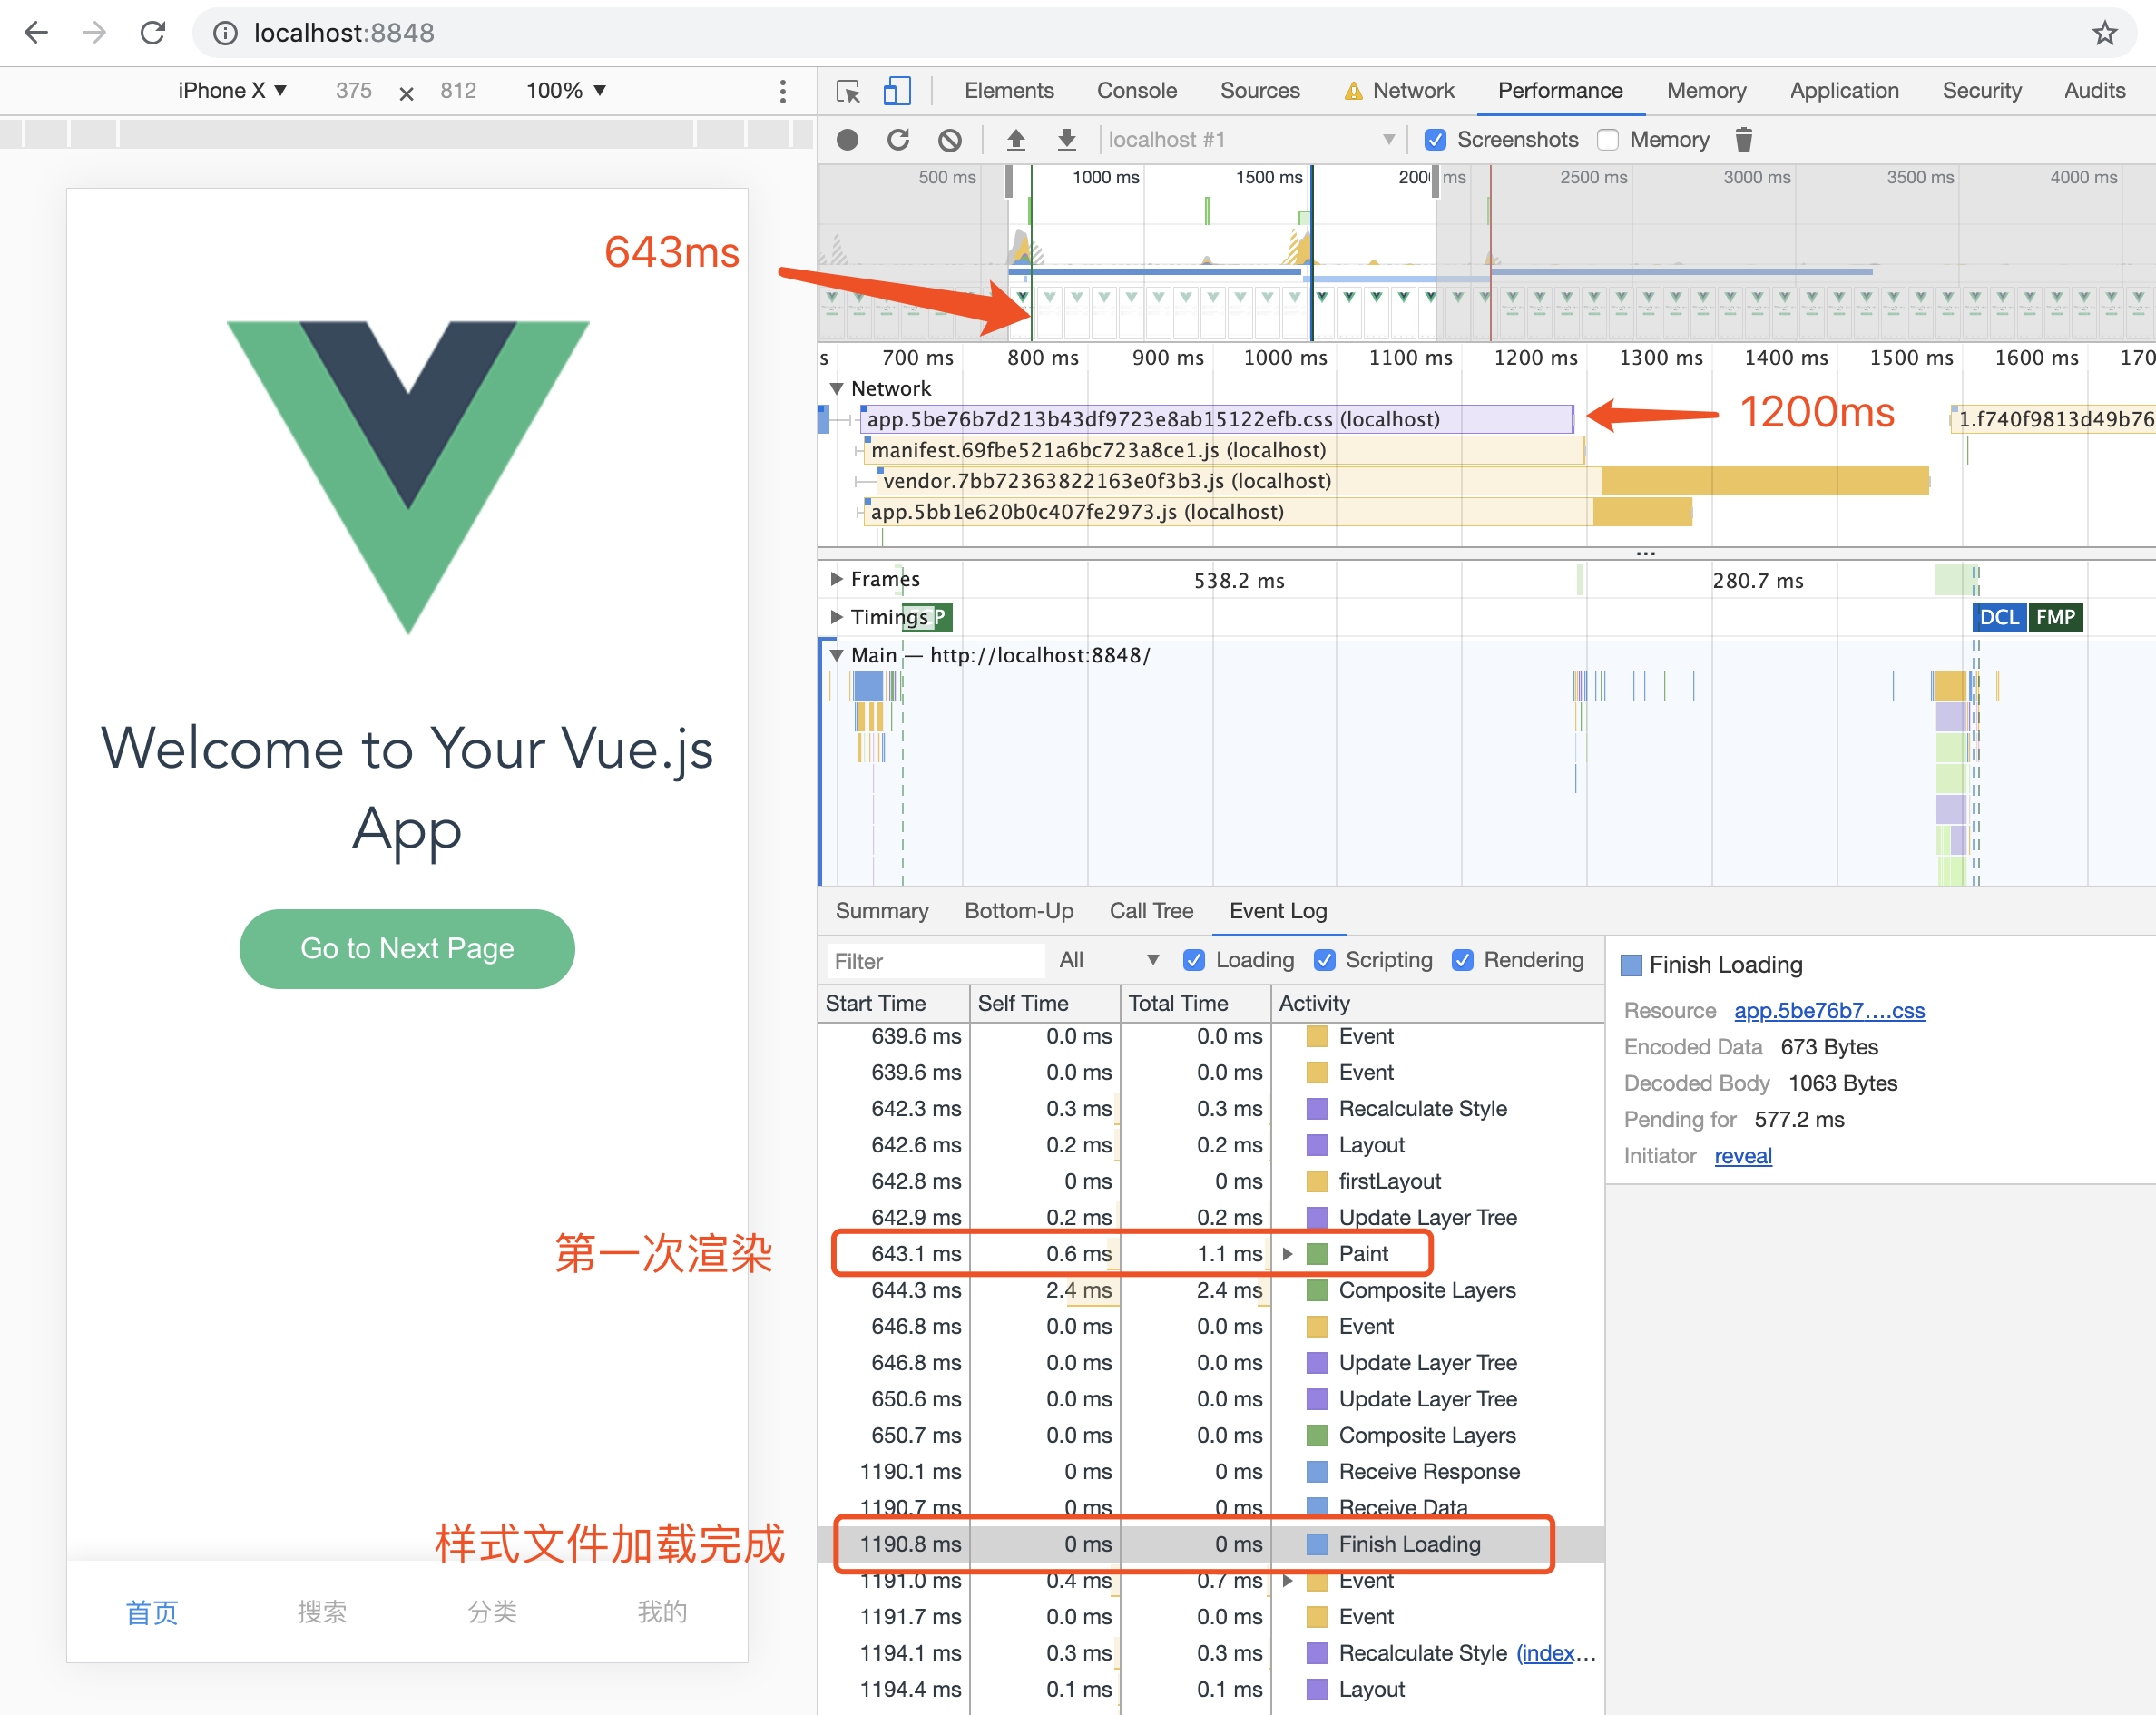 localhost:8848
iPhone X ▼ 375 × 812 100% ▼
Elements Console Sources Network Performance Memory Application Security Audits
localhost #1 Screenshots Memory
500 ms 1000 ms 1500 ms 200 ms 2500 ms 3000 ms 3500 ms 4000 ms
643ms
s 700 ms 800 ms 900 ms 1000 ms 1100 ms 1200 ms 1300 ms 1400 ms 1500 ms 1600 ms 170
Network
app.5be76b7d213b43df9723e8ab15122efb.css (localhost)
1200ms
1.f740f9813d49b76
manifest.69fbe521a6bc723a8ce1.js (localhost)
vendor.7bb72363822163e0f3b3.js (localhost)
app.5bb1e620b0c407fe2973.js (localhost)
Frames 538.2 ms 280.7 ms
Timings P DCL FMP
Main — http://localhost:8848/
Welcome to Your Vue.js
App
Go to Next Page
Summary Bottom-Up Call Tree Event Log
Filter All ▼ Loading Scripting Rendering
Start Time Self Time Total Time Activity
639.6 ms 0.0 ms 0.0 ms Event
639.6 ms 0.0 ms 0.0 ms Event
642.3 ms 0.3 ms 0.3 ms Recalculate Style
642.6 ms 0.2 ms 0.2 ms Layout
642.8 ms 0 ms 0 ms firstLayout
642.9 ms 0.2 ms 0.2 ms Update Layer Tree
第一次渲染
643.1 ms 0.6 ms 1.1 ms Paint
644.3 ms 2.4 ms 2.4 ms Composite Layers
646.8 ms 0.0 ms 0.0 ms Event
646.8 ms 0.0 ms 0.0 ms Update Layer Tree
650.6 ms 0.0 ms 0.0 ms Update Layer Tree
650.7 ms 0.0 ms 0.0 ms Composite Layers
1190.1 ms 0 ms 0 ms Receive Response
1190.7 ms 0 ms 0 ms Receive Data
样式文件加载完成
1190.8 ms 0 ms 0 ms Finish Loading
1191.0 ms 0.4 ms 0.7 ms Event
1191.7 ms 0.0 ms 0.0 ms Event
1194.1 ms 0.3 ms 0.3 ms Recalculate Style (index…
1194.4 ms 0.1 ms 0.1 ms Layout
Finish Loading
Resource app.5be76b7….css
Encoded Data 673 Bytes
Decoded Body 1063 Bytes
Pending for 577.2 ms
Initiator reveal
首页 搜索 分类 我的